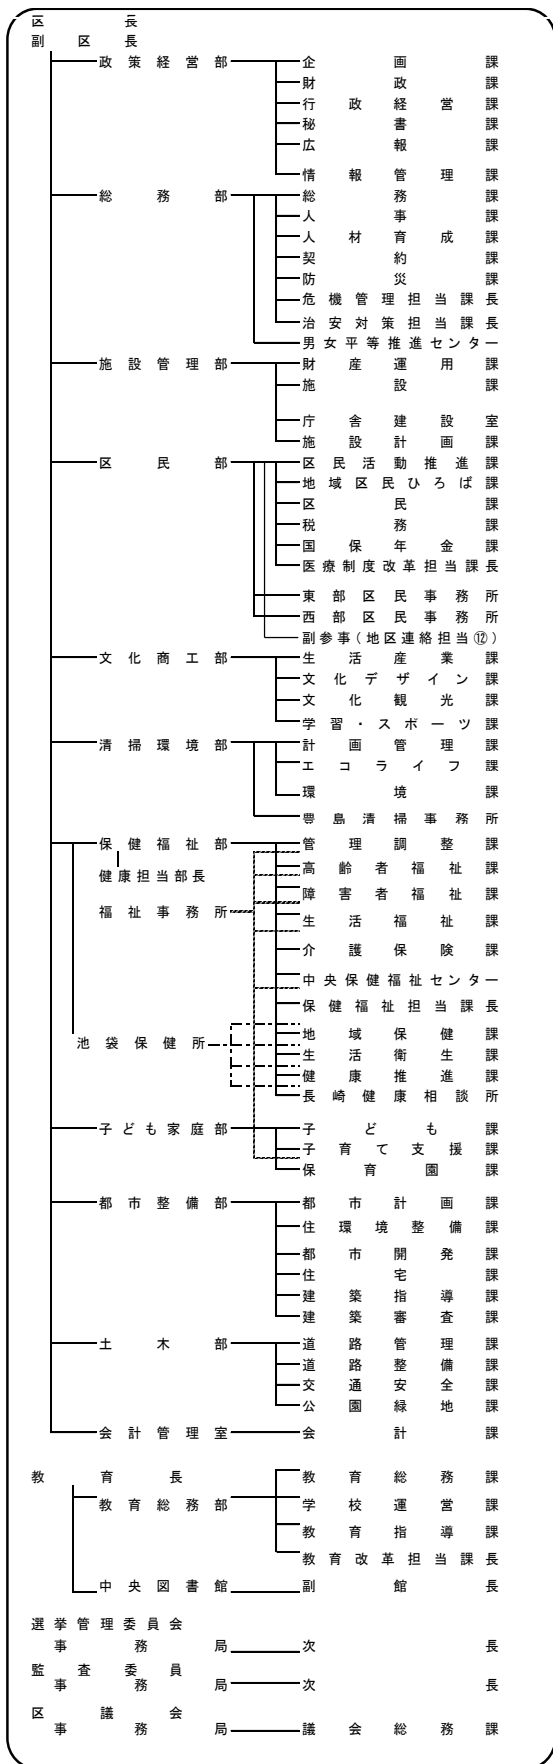 区長
副区長
政策経営部 企画課
財政課
行政経営課
秘書課
広報課
情報管理課
総務部 総務課
人事課
人材育成課
契約課
防災課
危機管理担当課長
治安対策担当課長
男女平等推進センター
施設管理部 財産運用課
施設課
庁舎建設室
施設計画課
区民部 区民活動推進課
地域区民ひろば課
区民課
税務課
国保年金課
医療制度改革担当課長
東部区民事務所
西部区民事務所
副参事(地区連絡担当⑫)
文化商工部 生活産業課
文化デザイン課
文化観光課
学習・スポーツ課
清掃環境部 計画管理課
エコライフ課
環境課
豊島清掃事務所
保健福祉部 管理調整課
健康担当部長 高齢者福祉課
障害者福祉課
福祉事務所 生活福祉課
介護保険課
中央保健福祉センター
保健福祉担当課長
池袋保健所 地域保健課
生活衛生課
健康推進課
長崎健康相談所
子ども家庭部 子ども課
子育て支援課
保育園課
都市整備部 都市計画課
住環境整備課
都市開発課
住宅課
建築指導課
建築審査課
土木部 道路管理課
道路整備課
交通安全課
公園緑地課
会計管理室 会計課
教育長 教育総務課
教育総務部 学校運営課
教育指導課
教育改革担当課長
中央図書館 副館長
選挙管理委員会
事務局 次長
監査委員
事務局 次長
区議会
事務局 議会総務課